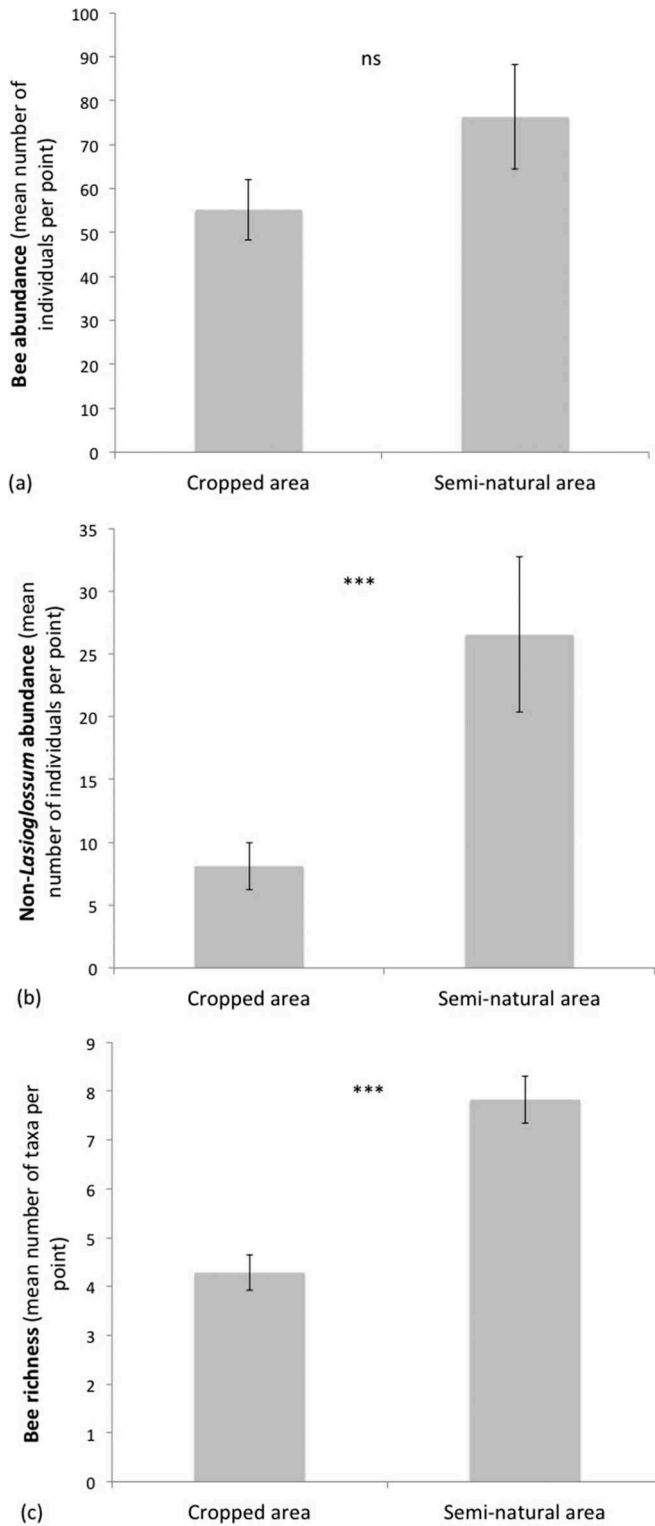 100
90
80
70
60
50
40
30
20
10
0
Bee abundance (mean number of
individuals per point)
ns
(a)
Cropped area
Semi-natural area
35
30
25
20
15
10
5
0
Non-Lasioglossum abundance (mean
number of individuals per point)
***
(b)
Cropped area
Semi-natural area
9
8
7
6
5
4
3
2
1
0
Bee richness (mean number of taxa per
point)
***
(c)
Cropped area
Semi-natural area